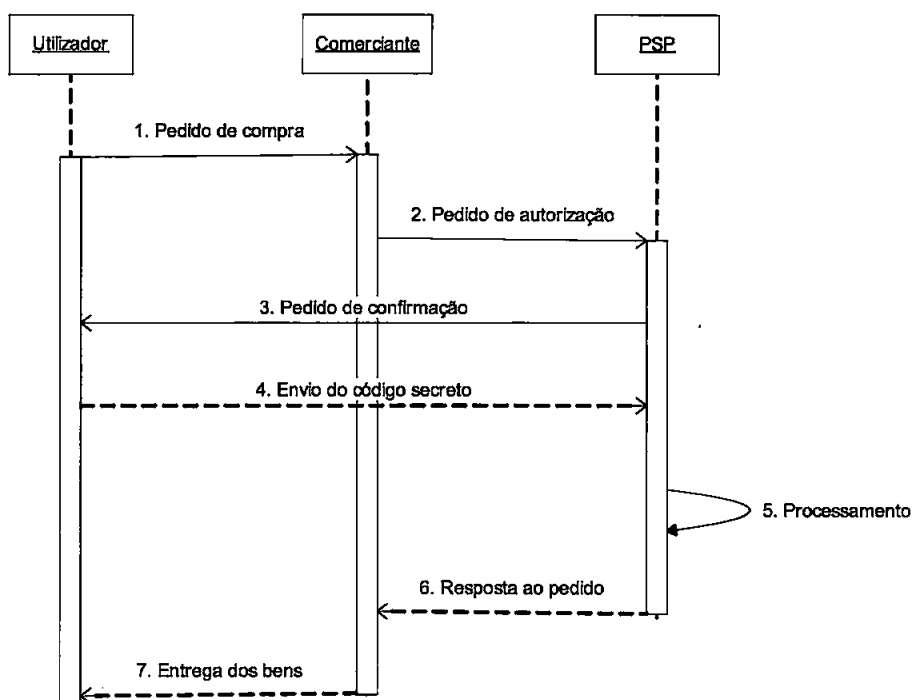 Utilizador
Comerciante
PSP
1. Pedido de compra
2. Pedido de autorização
3. Pedido de confirmação
4. Envio do código secreto
5. Processamento
6. Resposta ao pedido
7. Entrega dos bens